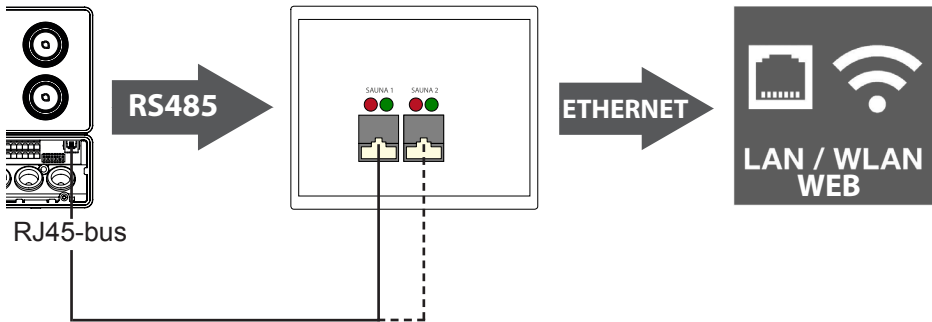 RS485
SAUNA 1
SAUNA 2
ETHERNET
LAN / WLAN
WEB
RJ45-bus